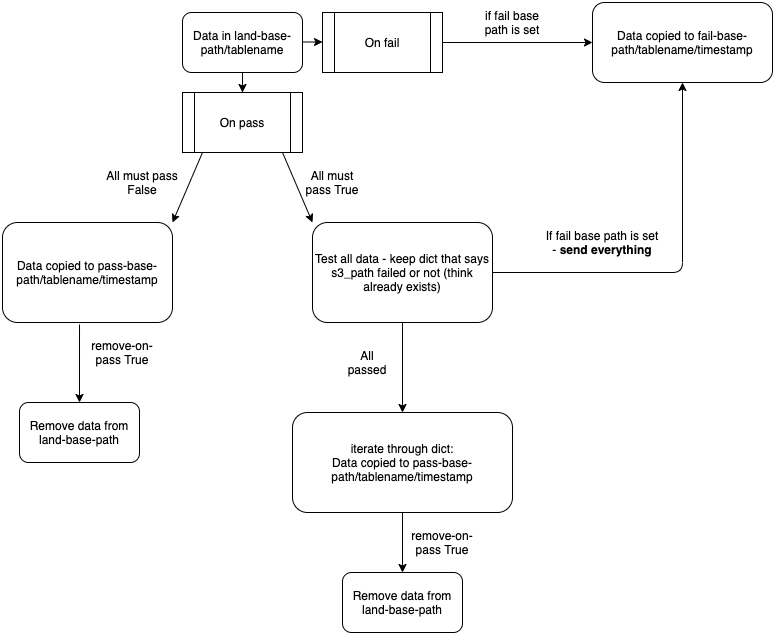 Data in land-base-
path/tablename
On fail
if fail base
path is set
Data copied to fail-base-
path/tablename/timestamp
On pass
All must pass
False
All must
pass True
Data copied to pass-base-
path/tablename/timestamp
Test all data - keep dict that says
s3_path failed or not (think
already exists)
If fail base path is set
- send everything
remove-on-
pass True
All
passed
Remove data from
land-base-path
iterate through dict:
Data copied to pass-base-
path/tablename/timestamp
remove-on-
pass True
Remove data from
land-base-path